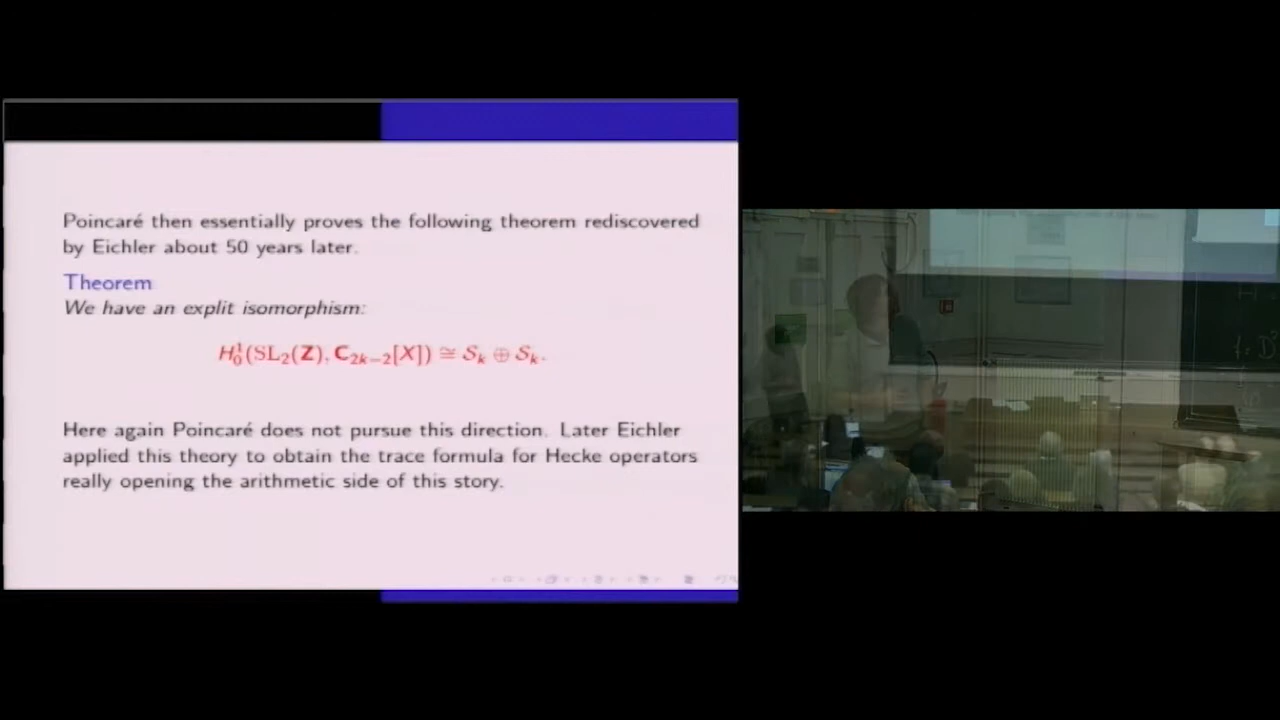 Poincaré then essentially proves the following theorem rediscovered
by Eichler about 50 years later.
Theorem
We have an explit isomorphism:
H₀¹(SL₂(Z), C₂ₖ₋₂[X]) ≅ Sₖ ⊕ Sₖ.
Here again Poincaré does not pursue this direction. Later Eichler
applied this theory to obtain the trace formula for Hecke operators
really opening the arithmetic side of this story.